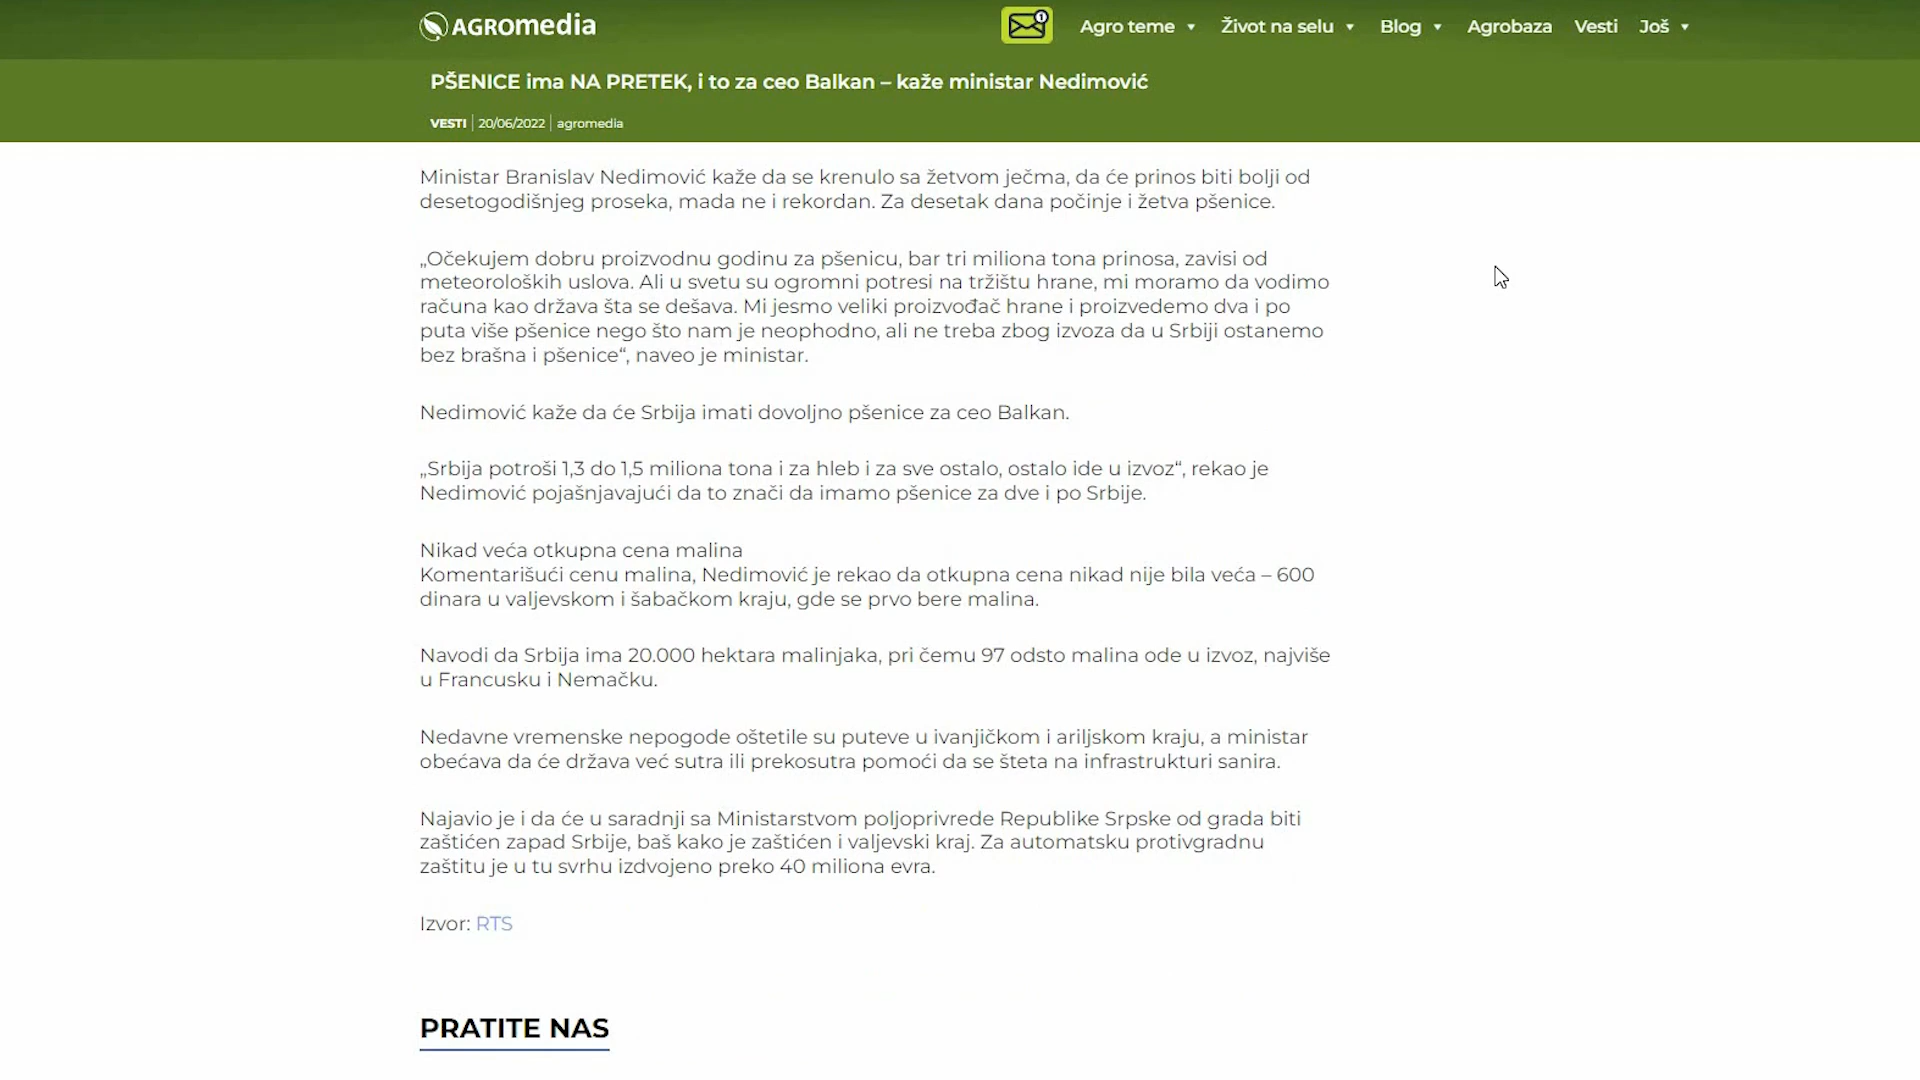 AGROmedia
1
Agro teme
Život na selu
Blog
Agrobaza
Vesti
Još
PŠENICE ima NA PRETEK, i to za ceo Balkan – kaže ministar Nedimović
VESTI | 20/06/2022 | agromedia
Ministar Branislav Nedimović kaže da se krenulo sa žetvom ječma, da će prinos biti bolji od
desetogodišnjeg proseka, mada ne i rekordan. Za desetak dana počinje i žetva pšenice.
„Očekujem dobru proizvodnu godinu za pšenicu, bar tri miliona tona prinosa, zavisi od
meteoroloških uslova. Ali u svetu su ogromni potresi na tržištu hrane, mi moramo da vodimo
računa kao država šta se dešava. Mi jesmo veliki proizvođač hrane i proizvedemo dva i po
puta više pšenice nego što nam je neophodno, ali ne treba zbog izvoza da u Srbiji ostanemo
bez brašna i pšenice“, naveo je ministar.
Nedimović kaže da će Srbija imati dovoljno pšenice za ceo Balkan.
„Srbija potroši 1,3 do 1,5 miliona tona i za hleb i za sve ostalo, ostalo ide u izvoz“, rekao je
Nedimović pojašnjavajući da to znači da imamo pšenice za dve i po Srbije.
Nikad veća otkupna cena malina
Komentarišući cenu malina, Nedimović je rekao da otkupna cena nikad nije bila veća – 600
dinara u valjevskom i šabačkom kraju, gde se prvo bere malina.
Navodi da Srbija ima 20.000 hektara malinjaka, pri čemu 97 odsto malina ode u izvoz, najviše
u Francusku i Nemačku.
Nedavne vremenske nepogode oštetile su puteve u ivanjičkom i ariljskom kraju, a ministar
obećava da će država već sutra ili prekosutra pomoći da se šteta na infrastrukturi sanira.
Najavio je i da će u saradnji sa Ministarstvom poljoprivrede Republike Srpske od grada biti
zaštićen zapad Srbije, baš kako je zaštićen i valjevski kraj. Za automatsku protivgradnu
zaštitu je u tu svrhu izdvojeno preko 40 miliona evra.
Izvor: RTS
PRATITE NAS